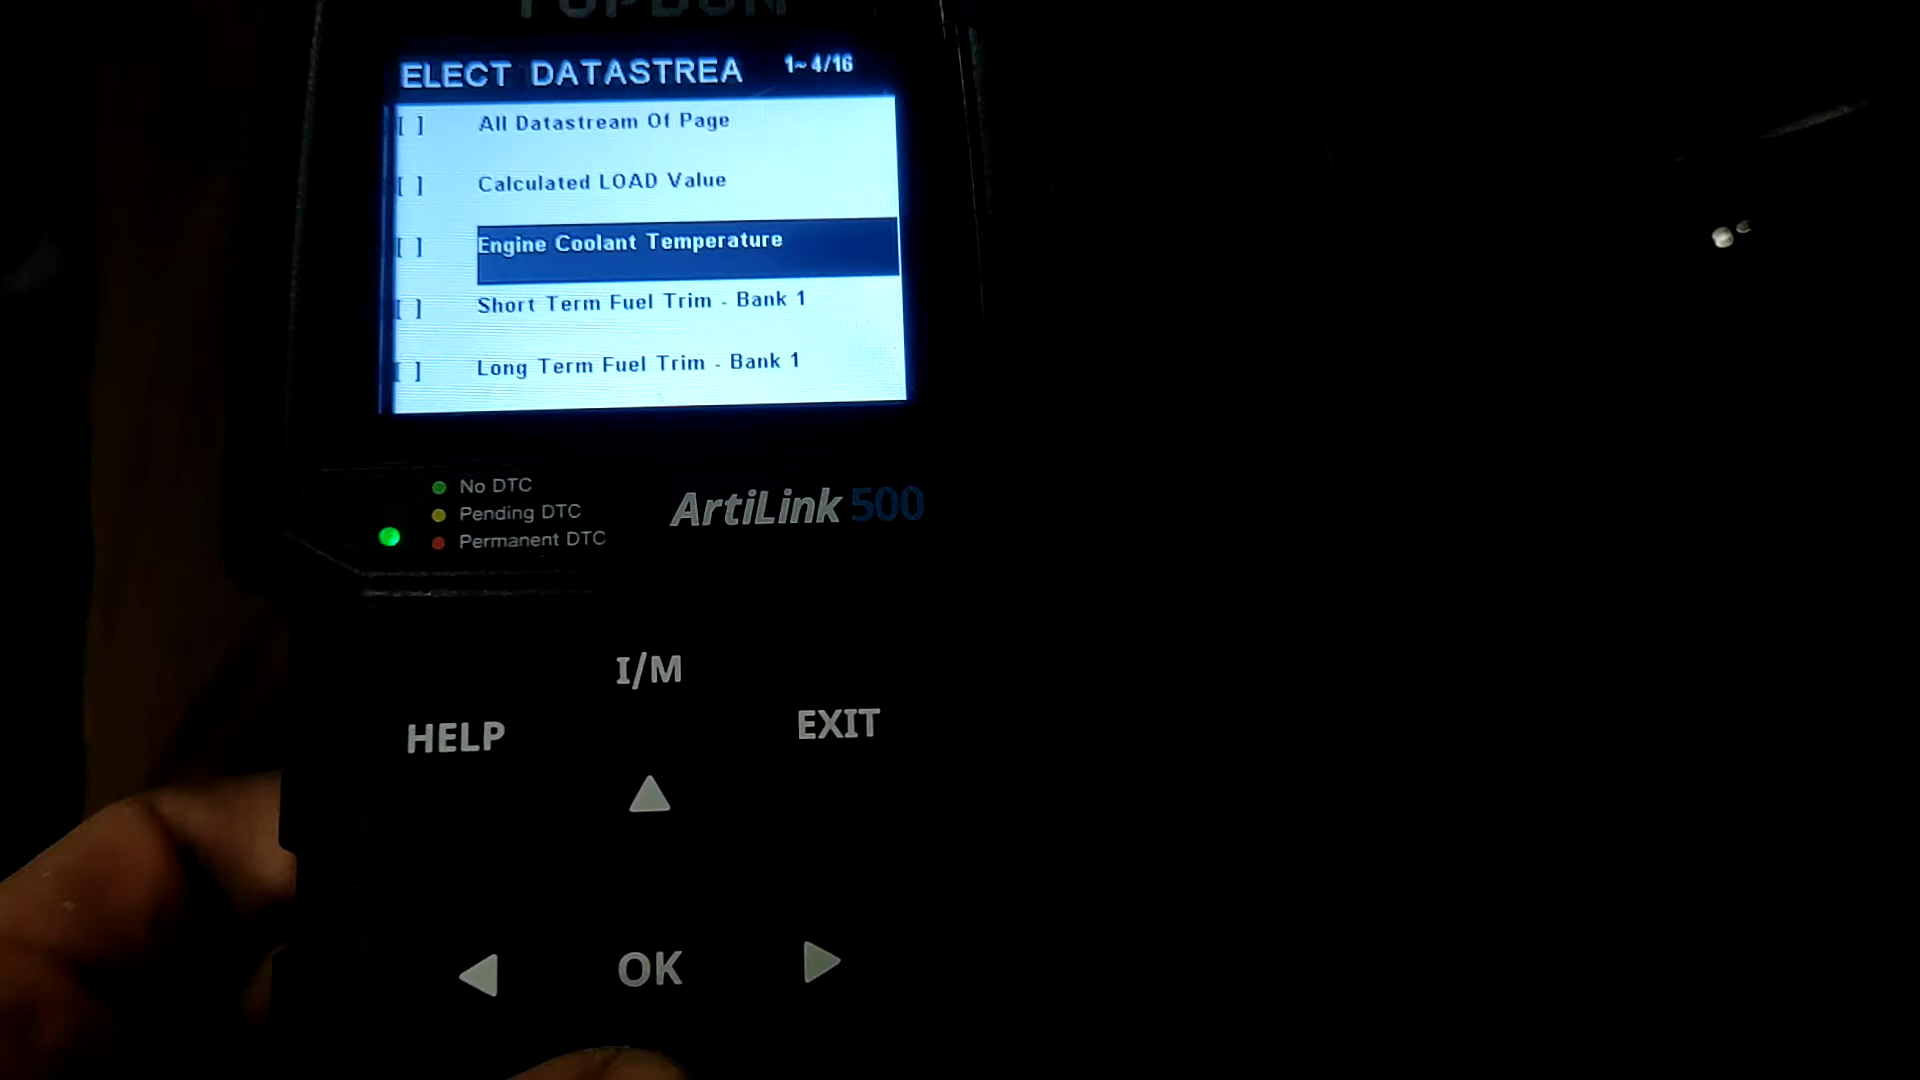 TOPDON
ELECT DATASTREA 1~4/16
[ ] All Datastream Of Page
[ ] Calculated LOAD Value
[ ] Engine Coolant Temperature
[ ] Short Term Fuel Trim - Bank 1
[ ] Long Term Fuel Trim - Bank 1
No DTC
Pending DTC
Permanent DTC
ArtiLink 500
I/M
HELP
EXIT
OK